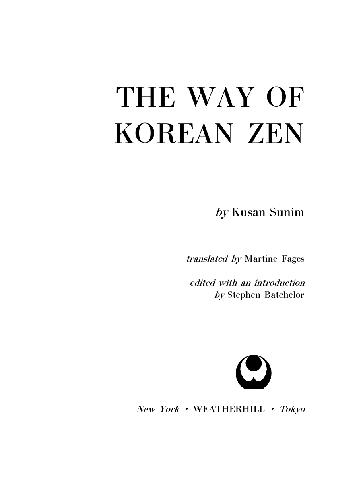 THE WAY OF
KOREAN ZEN
by Kusan Sunim
translated by Martine Fages
edited with an introduction
by Stephen Batchelor
New York • WEATHERHILL • Tokyo